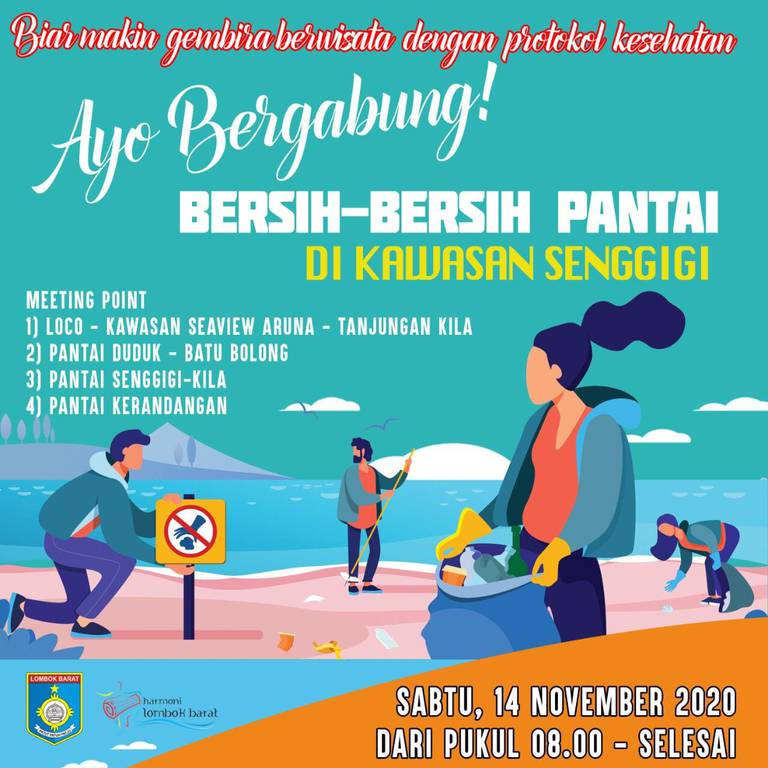 Biar makin gembira berwisata dengan protokol kesehatan
Ayo Bergabung!
BERSIH-BERSIH PANTAI
DI KAWASAN SENGGIGI
MEETING POINT
1) LOCO - KAWASAN SEAVIEW ARUNA - TANJUNGAN KILA
2) PANTAI DUDUK - BATU BOLONG
3) PANTAI SENGGIGI-KILA
4) PANTAI KERANDANGAN
LOMBOK BARAT
harmoni
lombok barat
SABTU, 14 NOVEMBER 2020
DARI PUKUL 08.00 - SELESAI